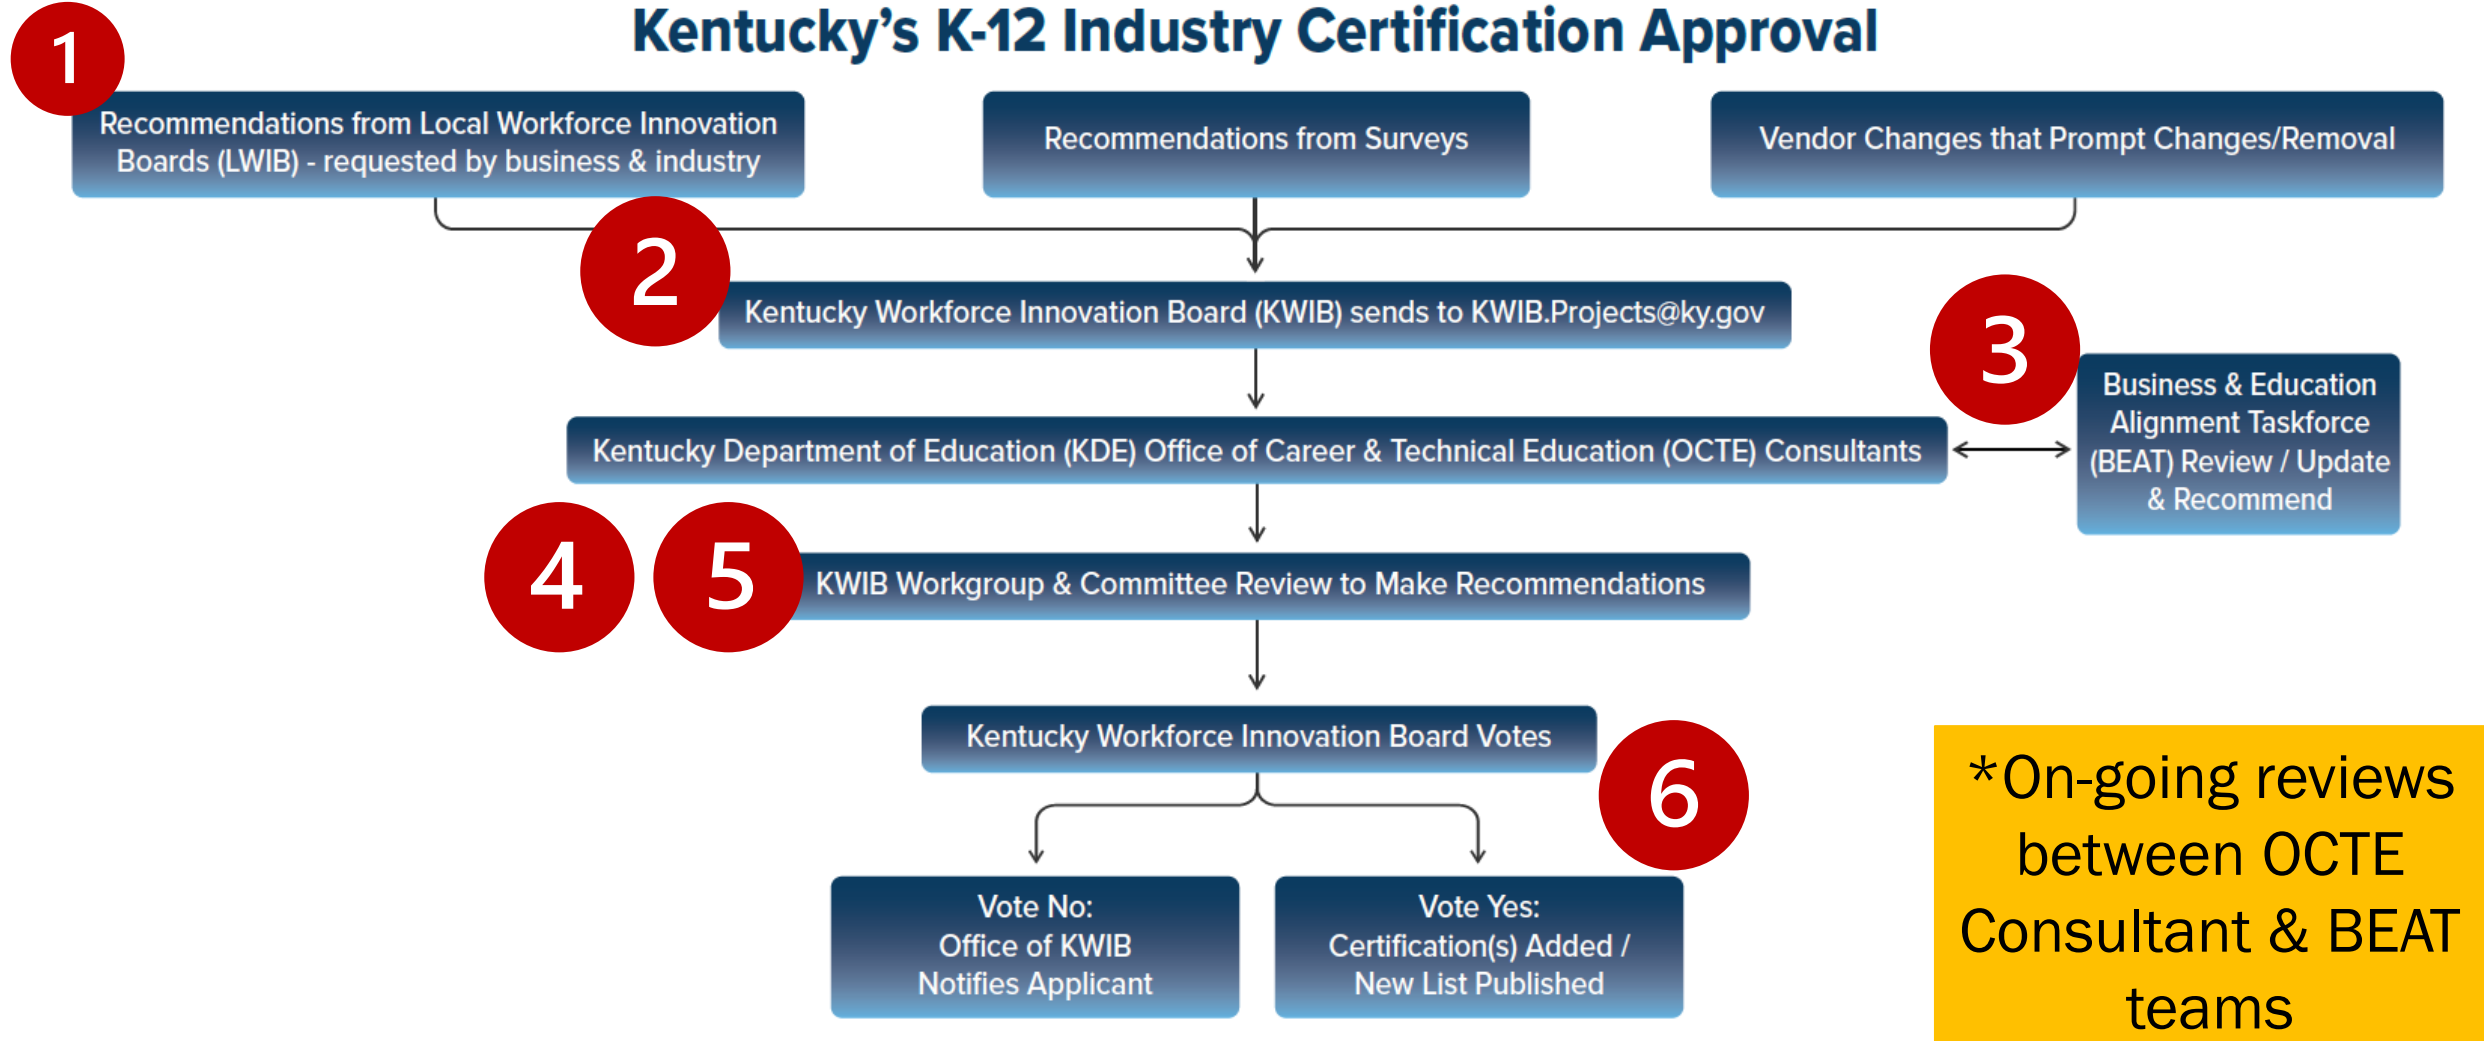 Kentucky's K-12 Industry Certification Approval
1
Recommendations from Local Workforce Innovation
Boards (LWIB) - requested by business & industry
Recommendations from Surveys
Vendor Changes that Prompt Changes/Removal
2
Kentucky Workforce Innovation Board (KWIB) sends to KWIB.Projects@ky.gov
3
Business & Education
Alignment Taskforce
(BEAT) Review / Update
& Recommend
Kentucky Department of Education (KDE) Office of Career & Technical Education (OCTE) Consultants
4
5
KWIB Workgroup & Committee Review to Make Recommendations
Kentucky Workforce Innovation Board Votes
6
Vote No:
Office of KWIB
Notifies Applicant
Vote Yes:
Certification(s) Added /
New List Published
*On-going reviews
between OCTE
Consultant & BEAT
teams